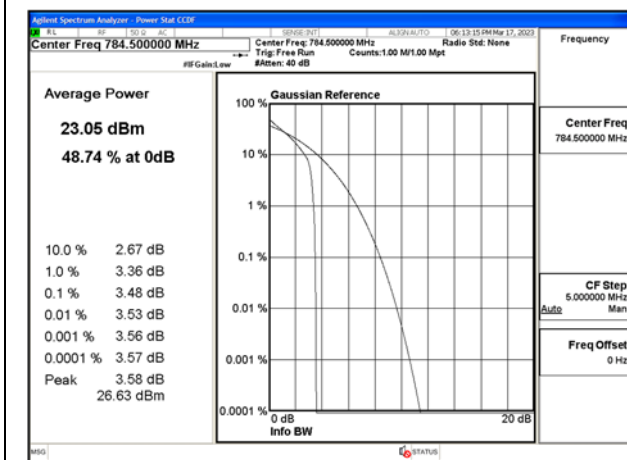 Agilent Spectrum Analyzer - Power Stat CCDF
RL RF 50 Ω AC SENSE:INT ALIGN AUTO 06:13:15 PM Mar 17, 2023
Center Freq 784.500000 MHz
Center Freq: 784.500000 MHz Radio Std: None
Trig: Free Run Counts:1.00 M/1.00 Mpt
#IFGain:Low #Atten: 40 dB
Frequency
Average Power
23.05 dBm
48.74 % at 0dB
10.0 % 2.67 dB
1.0 % 3.36 dB
0.1 % 3.48 dB
0.01 % 3.53 dB
0.001 % 3.56 dB
0.0001 % 3.57 dB
Peak 3.58 dB
26.63 dBm
Gaussian Reference
100 %
10 %
1 %
0.1 %
0.01 %
0.001 %
0.0001 %
0 dB 20 dB
Info BW
Center Freq
784.500000 MHz
CF Step
5.000000 MHz
Auto Man
Freq Offset
0 Hz
MSG STATUS